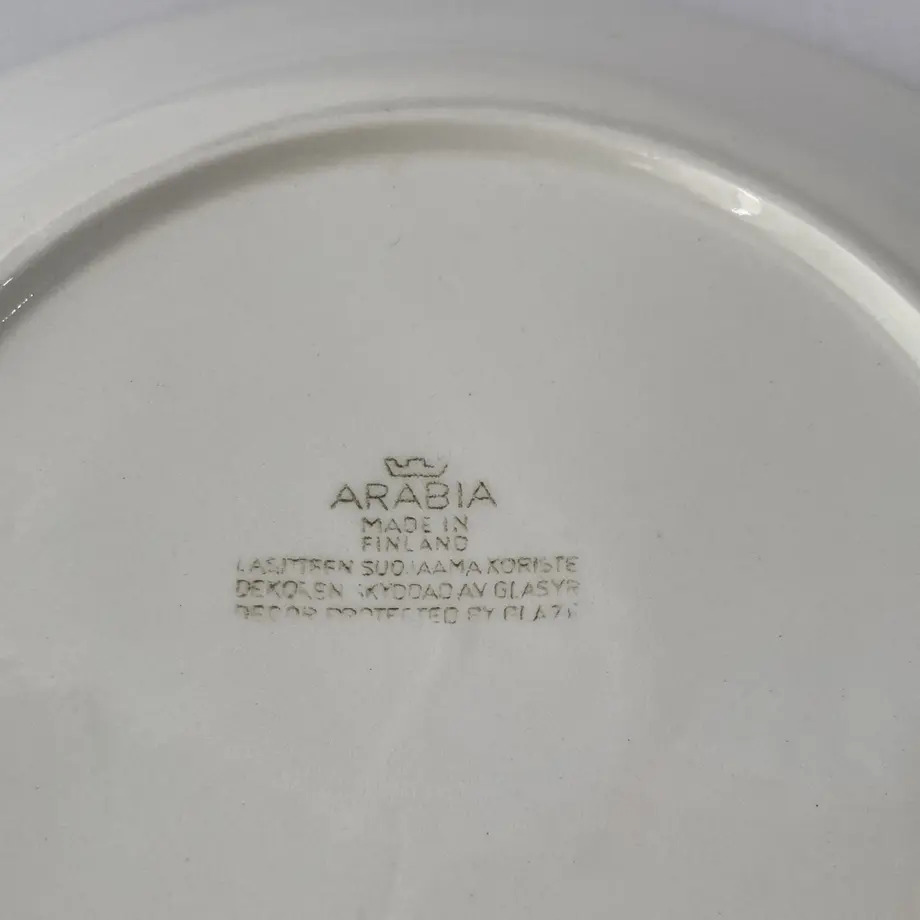 ARABIA
MADE IN
FINLAND
LASITTEEN SUOJAAMA KORISTE
DEKOREN SKYDDAD AV GLASYR
DECOR PROTECTED BY GLAZE